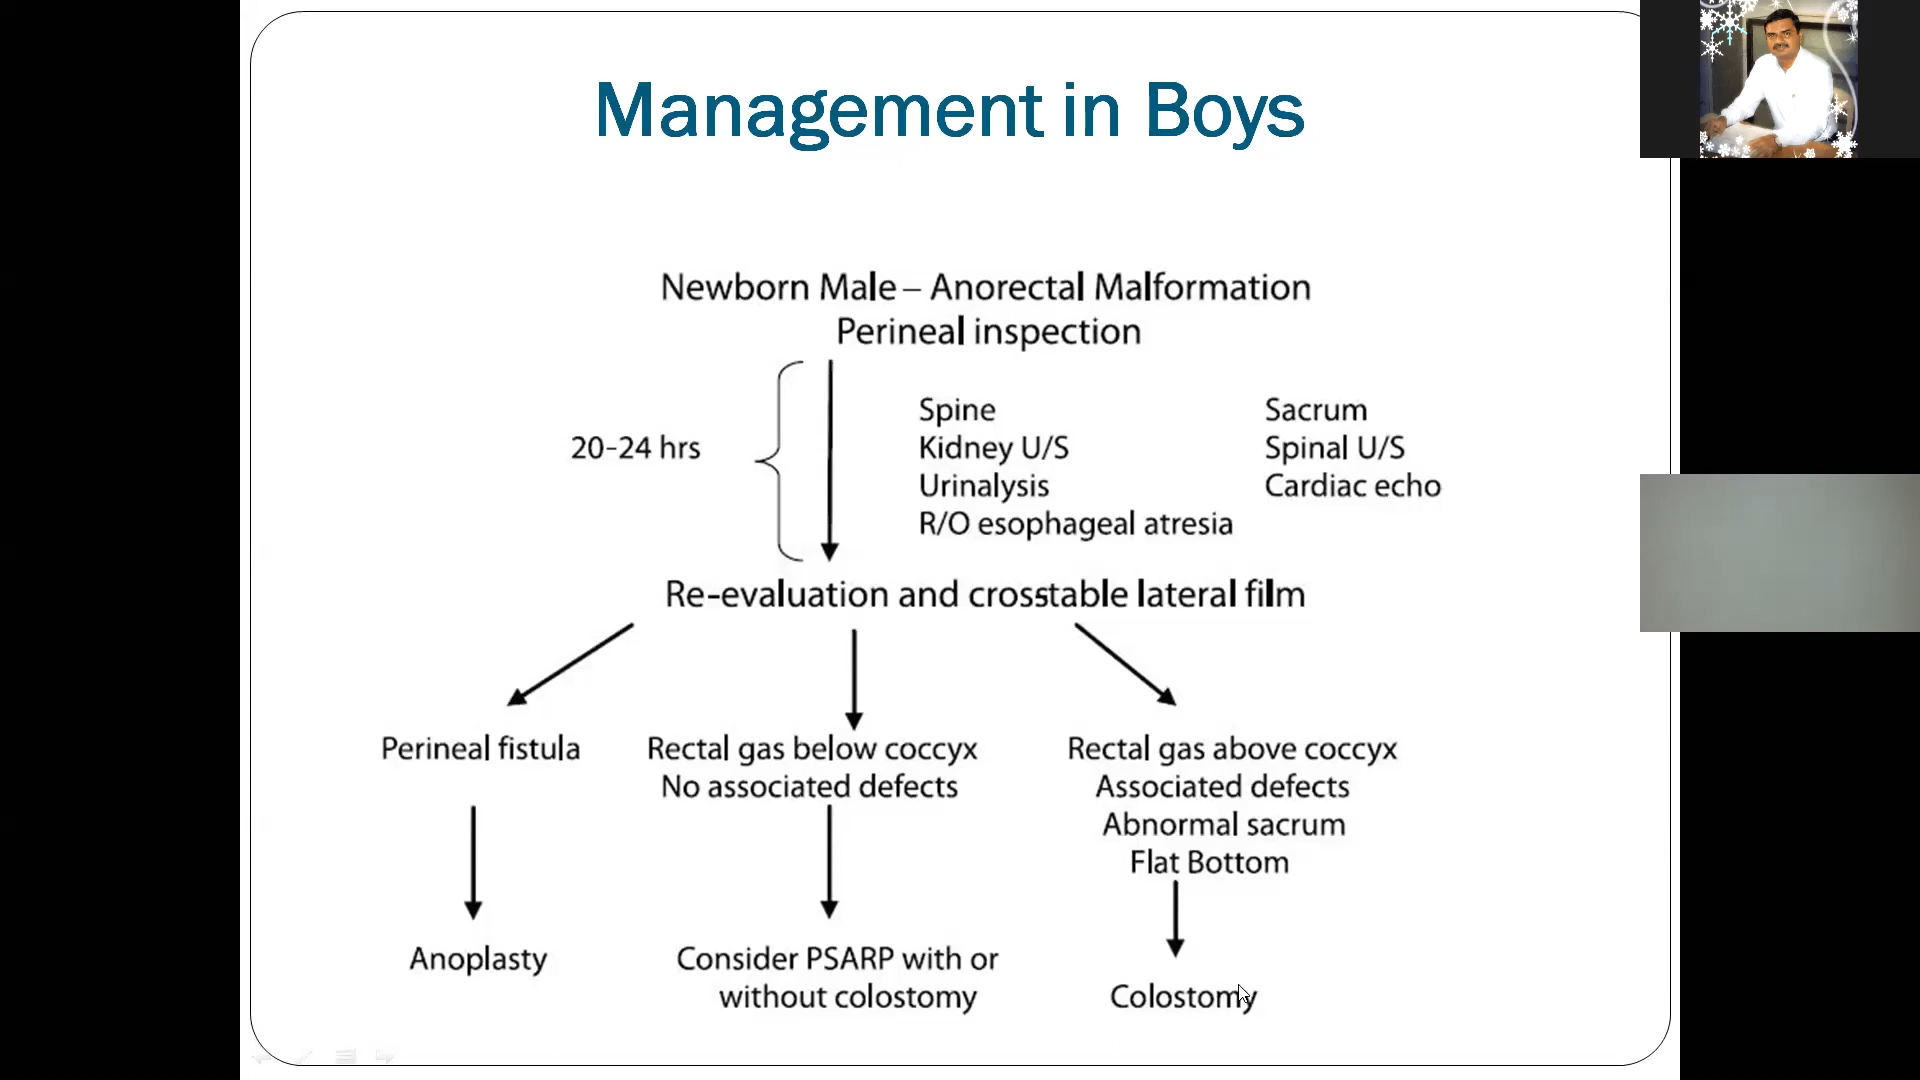 Management in Boys
Newborn Male – Anorectal Malformation
Perineal inspection
20-24 hrs
Spine
Kidney U/S
Urinalysis
R/O esophageal atresia
Sacrum
Spinal U/S
Cardiac echo
Re-evaluation and crosstable lateral film
Perineal fistula
Anoplasty
Rectal gas below coccyx
No associated defects
Consider PSARP with or
without colostomy
Rectal gas above coccyx
Associated defects
Abnormal sacrum
Flat Bottom
Colostomy